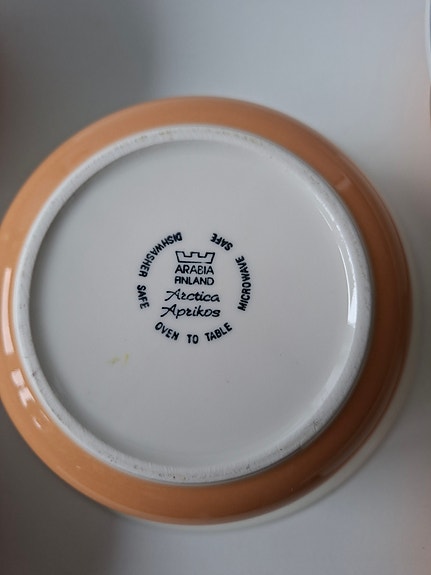 DISHWASHER SAFE
MICROWAVE SAFE
ARABIA
FINLAND
Arctica
Aprikos
OVEN TO TABLE